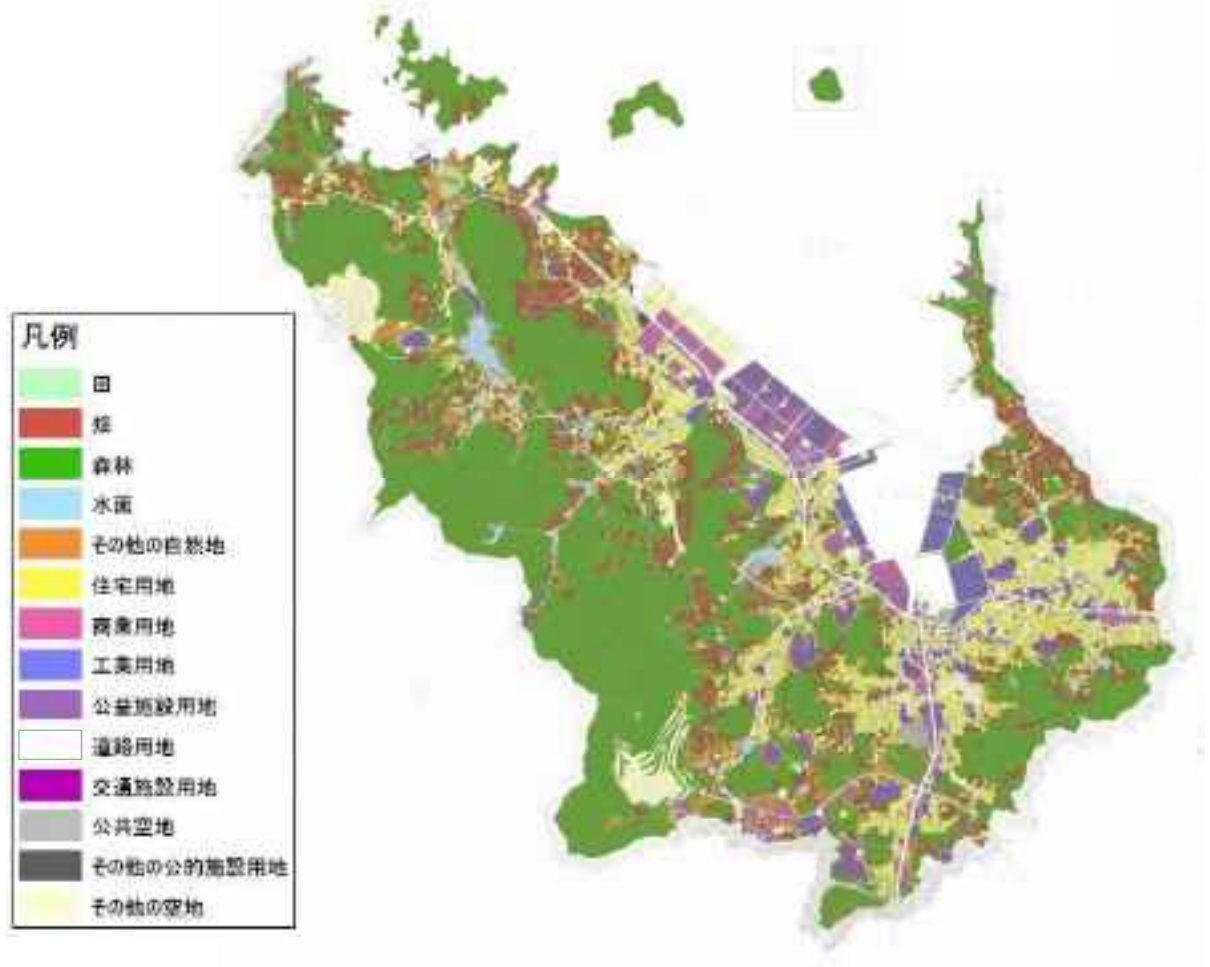 凡例
田
畑
森林
水面
その他の自然地
住宅用地
商業用地
工業用地
公益施設用地
道路用地
交通施設用地
公共空地
その他の公的施設用地
その他の空地